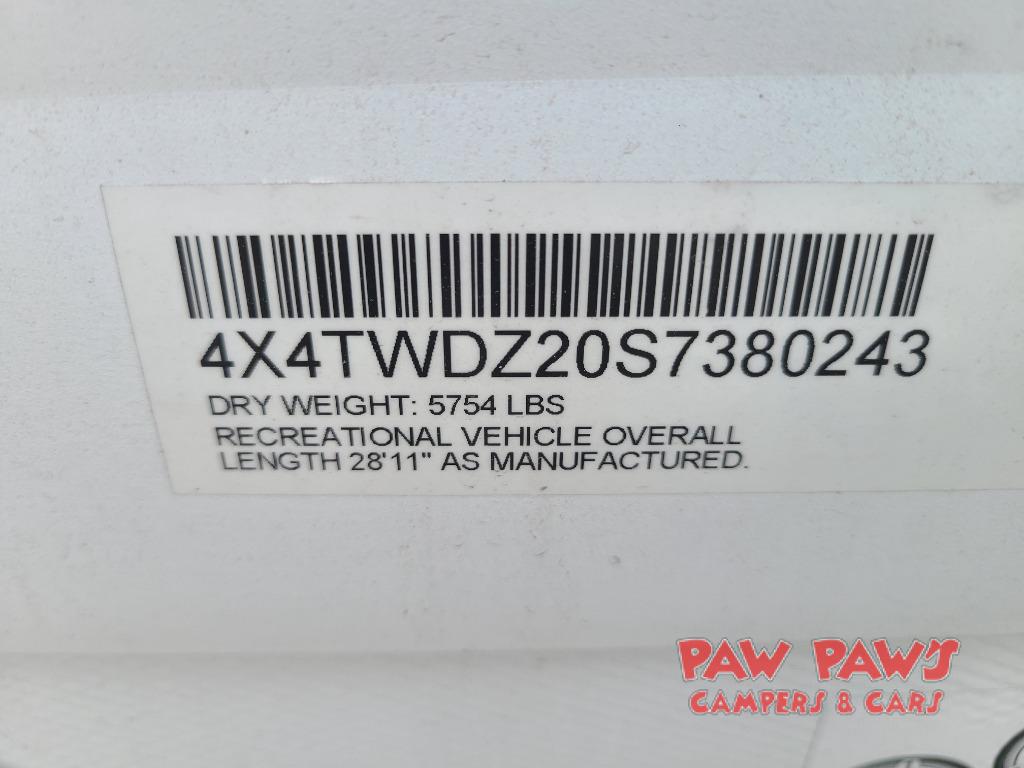 4X4TWDZ20S7380243
DRY WEIGHT: 5754 LBS
RECREATIONAL VEHICLE OVERALL
LENGTH 28'11" AS MANUFACTURED.
PAW PAW'S
CAMPERS & CARS